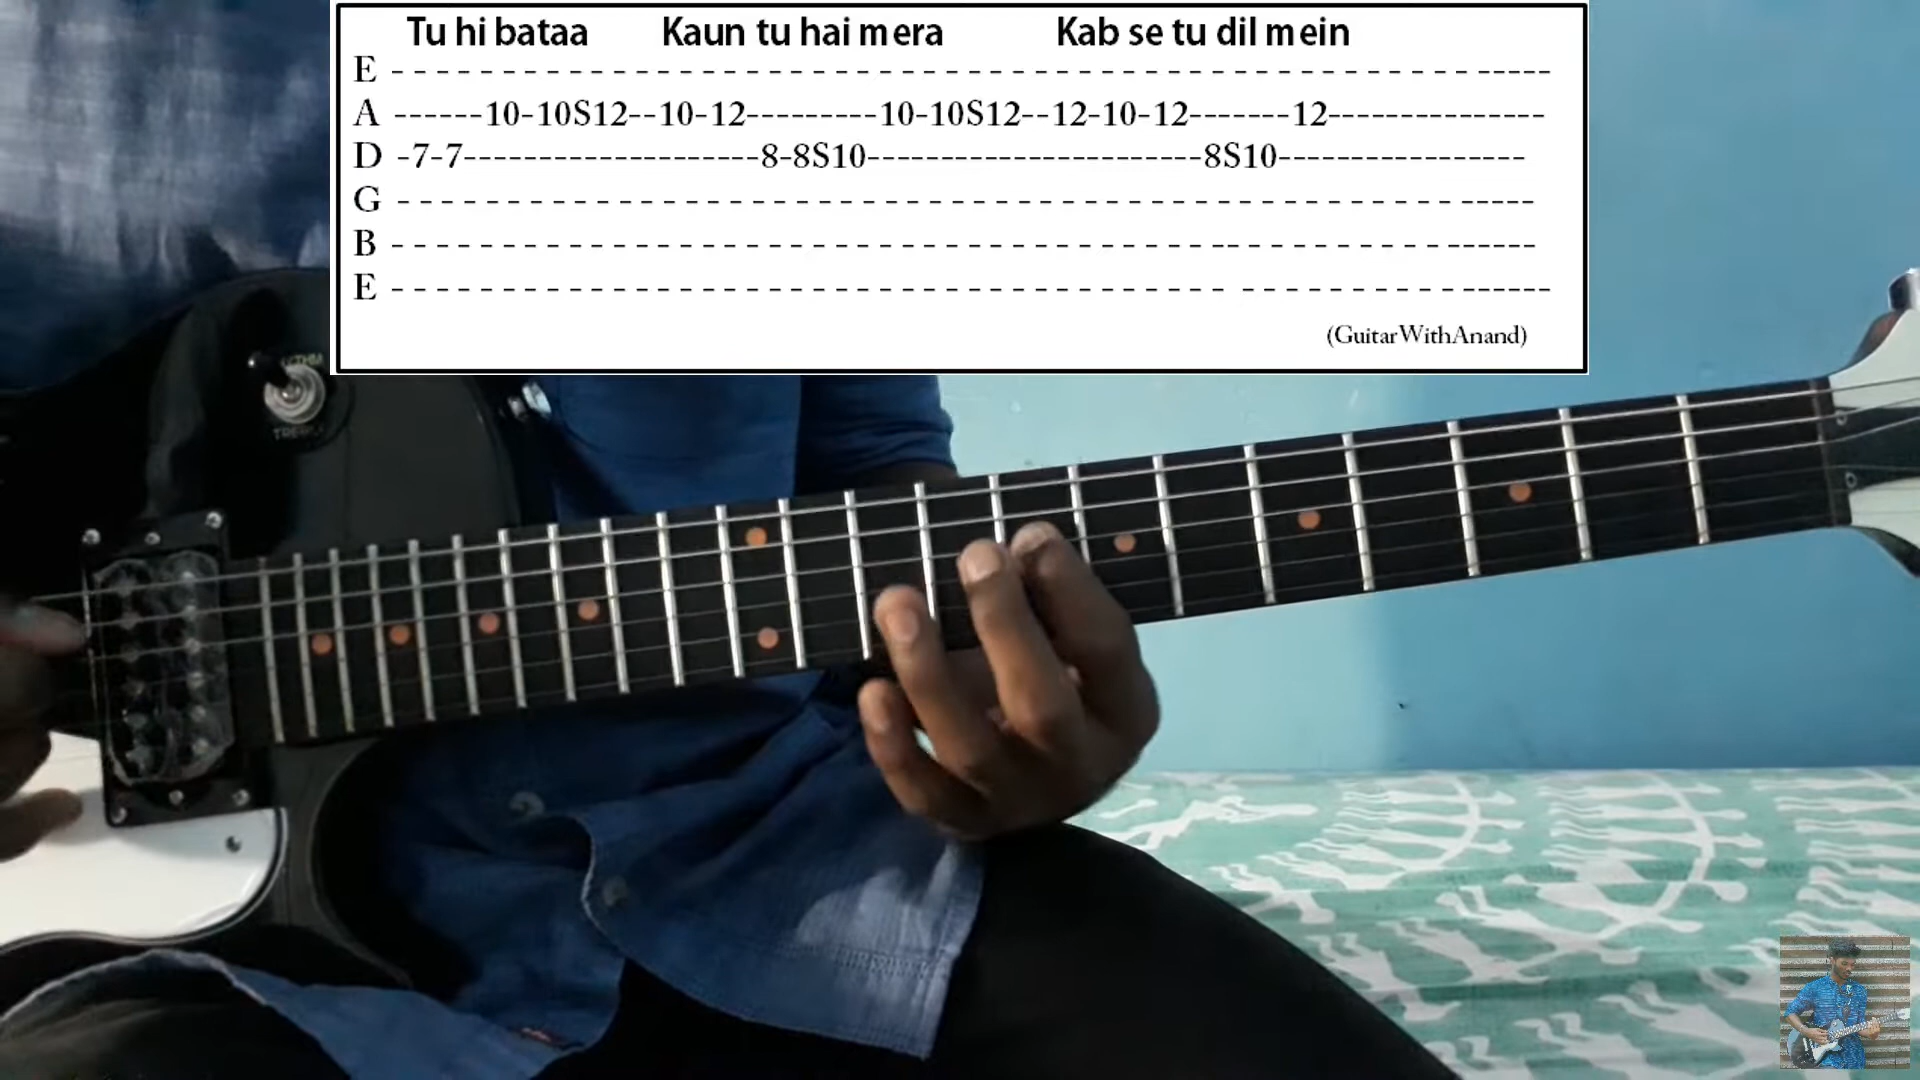 Tu hi bataa Kaun tu hai mera Kab se tu dil mein
E - - - - - - - - - - - - - - - - - - - - - - - - - - - - - - - - - - - - - - - - - - - - - - - - - -----
A ------10-10S12--10-12---------10-10S12--12-10-12-------12---------------
D -7-7--------------------8-8S10-----------------------8S10-----------------
G - - - - - - - - - - - - - - - - - - - - - - - - - - - - - - - - - - - - - - - - - - - - - - - - -----
B - - - - - - - - - - - - - - - - - - - - - - - - - - - - - - - - - - - - - -- - - - - - - - - - ------
E - - - - - - - - - - - - - - - - - - - - - - - - - - - - - - - - - - - - - - - - - - - - - - - - -----
(GuitarWithAnand)